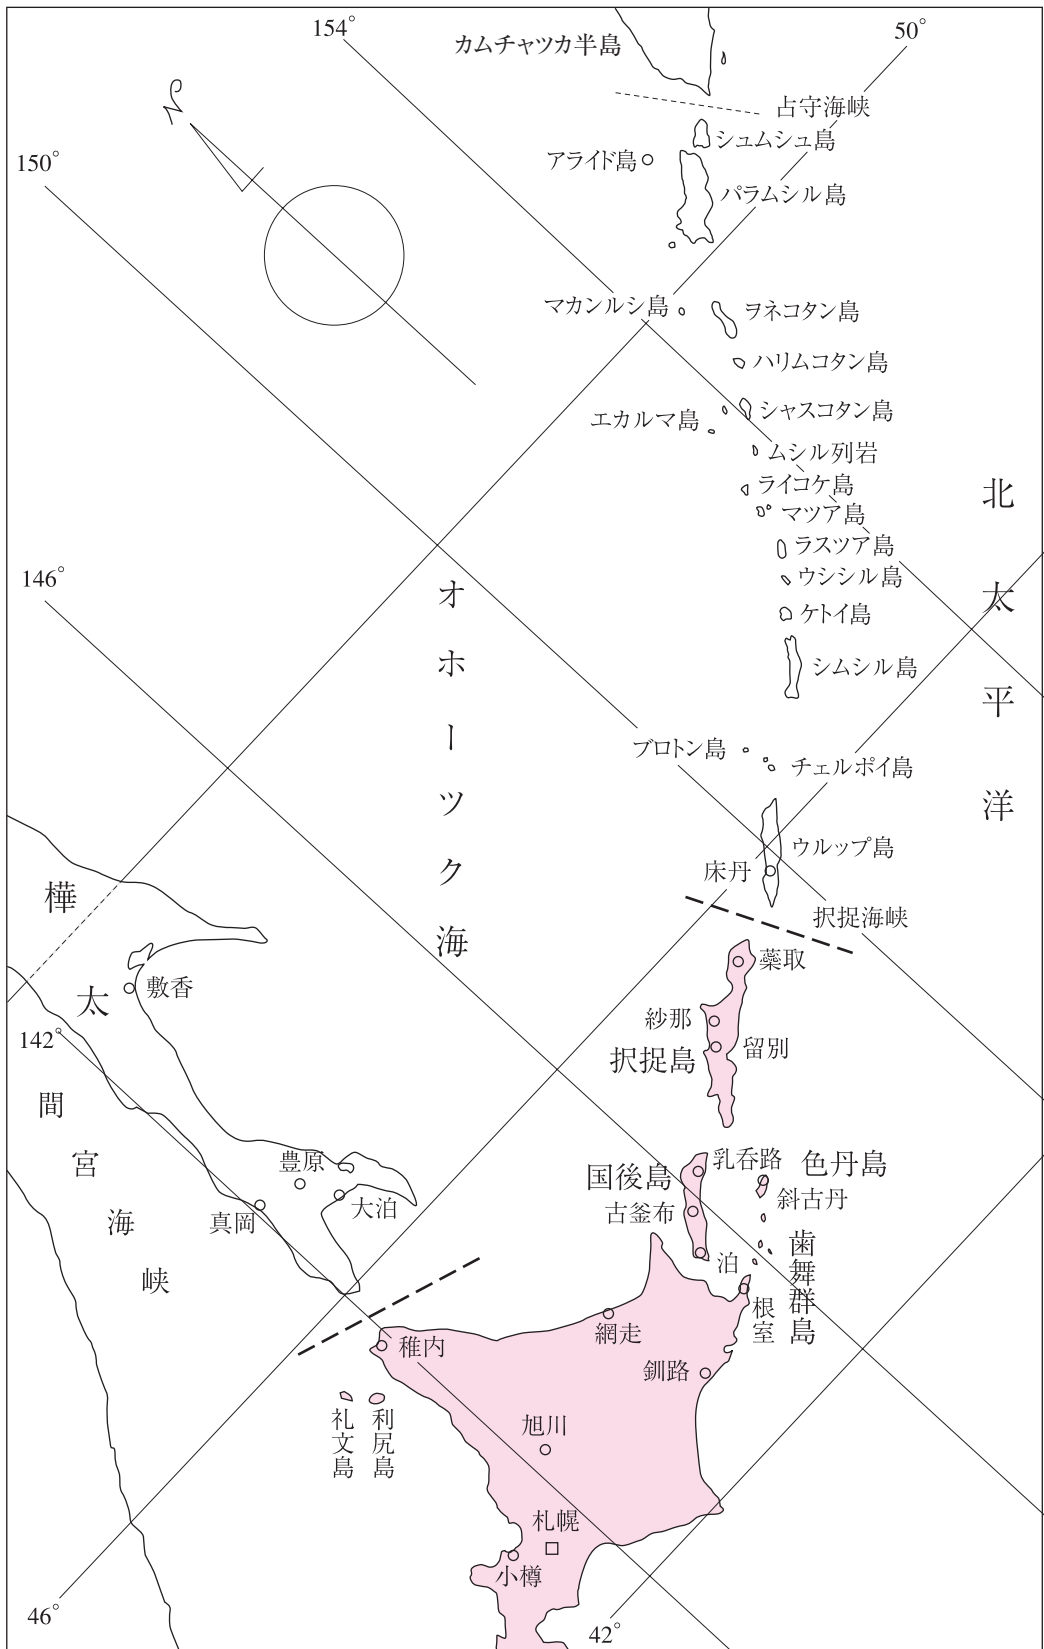 154°
50°
カムチャツカ半島
N
占守海峡
シュムシュ島
アライド島
150°
パラムシル島
マカンルシ島
ヲネコタン島
ハリムコタン島
シャスコタン島
エカルマ島
ムシル列岩
ライコケ島
マツア島
ラスツア島
ウシシル島
ケトイ島
シムシル島
北太平洋
146°
オホーツク海
ブロトン島
チェルポイ島
ウルップ島
床丹
択捉海峡
樺太
蘂取
敷香
紗那
留別
択捉島
142°
間宮海峡
豊原
大泊
真岡
乳呑路
色丹島
国後島
斜古丹
古釜布
泊
歯舞群島
根室
網走
稚内
釧路
礼文島
利尻島
旭川
札幌
小樽
46°
42°